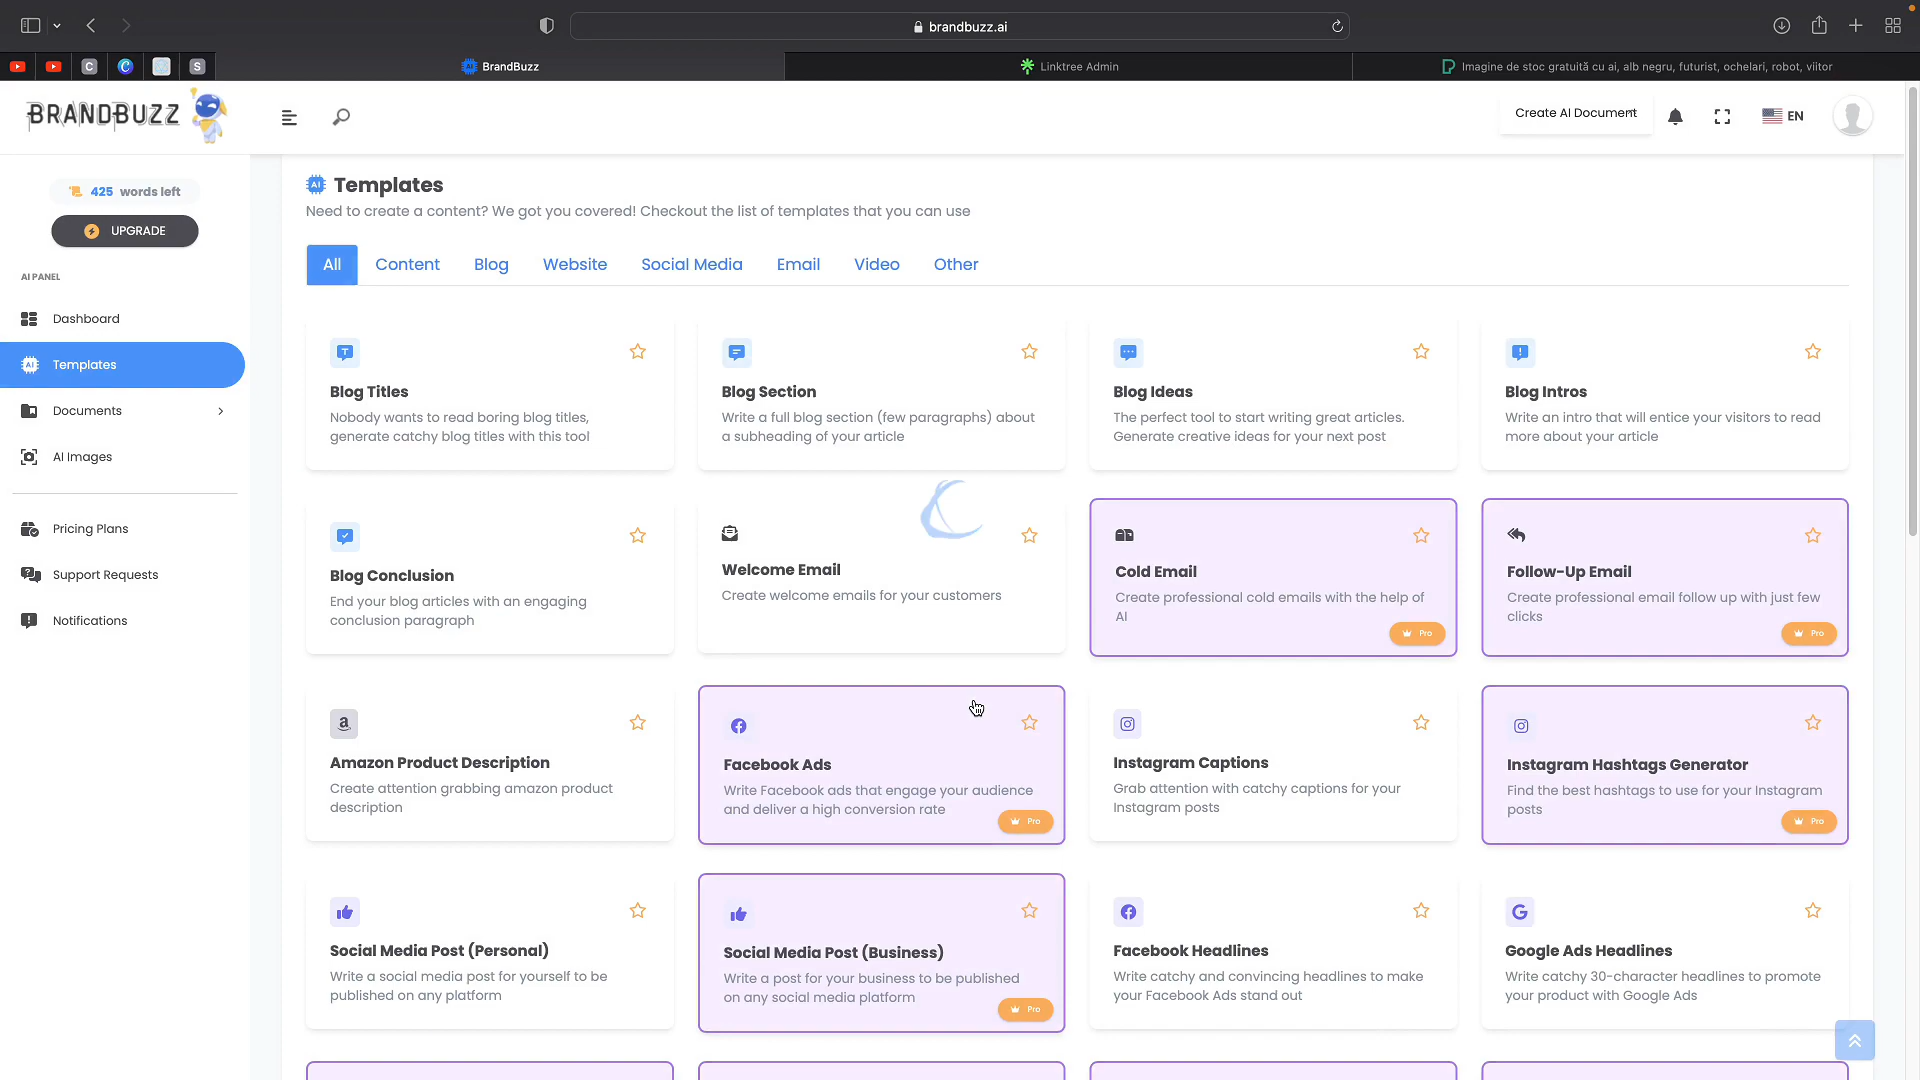 brandbuzz.ai
C
S
BrandBuzz
Linktree Admin
Imagine de stoc gratuită cu ai, alb negru, futurist, ochelari, robot, viitor
BRANDBUZZ
Create AI Document
EN
425 words left
UPGRADE
AI PANEL
Dashboard
Templates
Documents
AI Images
Pricing Plans
Support Requests
Notifications
AI Templates
Need to create a content? We got you covered! Checkout the list of templates that you can use
All Content Blog Website Social Media Email Video Other
Blog Titles
Nobody wants to read boring blog titles,
generate catchy blog titles with this tool
Blog Section
Write a full blog section (few paragraphs) about
a subheading of your article
Blog Ideas
The perfect tool to start writing great articles.
Generate creative ideas for your next post
Blog Intros
Write an intro that will entice your visitors to read
more about your article
Blog Conclusion
End your blog articles with an engaging
conclusion paragraph
Welcome Email
Create welcome emails for your customers
Cold Email
Create professional cold emails with the help of
AI
Pro
Follow-Up Email
Create professional email follow up with just few
clicks
Pro
Amazon Product Description
Create attention grabbing amazon product
description
Facebook Ads
Write Facebook ads that engage your audience
and deliver a high conversion rate
Pro
Instagram Captions
Grab attention with catchy captions for your
Instagram posts
Instagram Hashtags Generator
Find the best hashtags to use for your Instagram
posts
Pro
Social Media Post (Personal)
Write a social media post for yourself to be
published on any platform
Social Media Post (Business)
Write a post for your business to be published
on any social media platform
Pro
Facebook Headlines
Write catchy and convincing headlines to make
your Facebook Ads stand out
Google Ads Headlines
Write catchy 30-character headlines to promote
your product with Google Ads